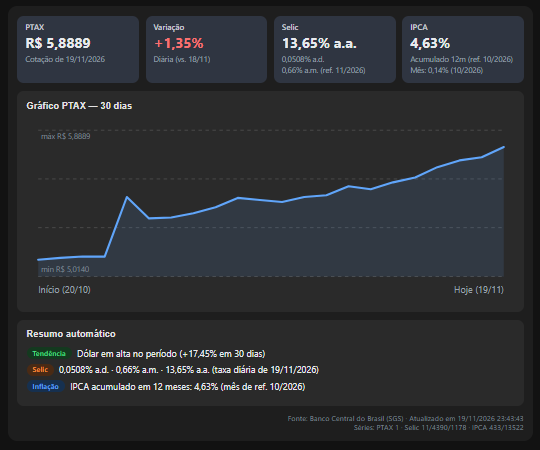 PTAX
R$ 5,8889
Cotação de 19/11/2026
Variação
+1,35%
Diária (vs. 18/11)
Selic
13,65% a.a.
0,0508% a.d.
0,66% a.m. (ref. 11/2026)
IPCA
4,63%
Acumulado 12m (ref. 10/2026)
Mês: 0,14% (10/2026)
Gráfico PTAX — 30 dias
máx R$ 5,8889
mín R$ 5,0140
Início (20/10)
Hoje (19/11)
Resumo automático
Tendência Dólar em alta no período (+17,45% em 30 dias)
Selic 0,0508% a.d. · 0,66% a.m. · 13,65% a.a. (taxa diária de 19/11/2026)
Inflação IPCA acumulado em 12 meses: 4,63% (mês de ref. 10/2026)
Fonte: Banco Central do Brasil (SGS) · Atualizado em 19/11/2026 23:43:43
Séries: PTAX 1 · Selic 11/4390/1178 · IPCA 433/13522